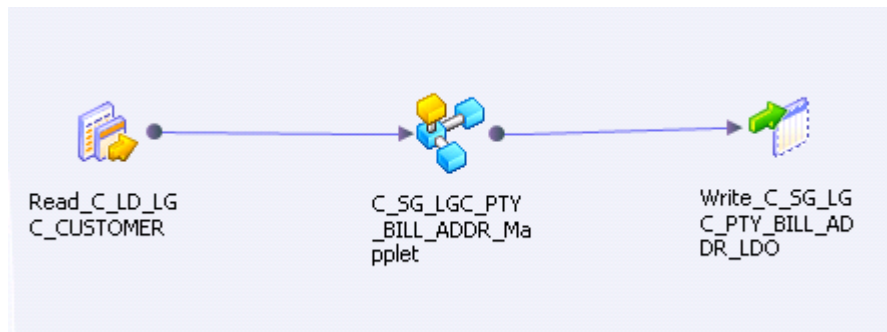 Read_C_LD_LG
C_CUSTOMER
C_SG_LGC_PTY
_BILL_ADDR_Ma
pplet
Write_C_SG_LG
C_PTY_BILL_AD
DR_LDO